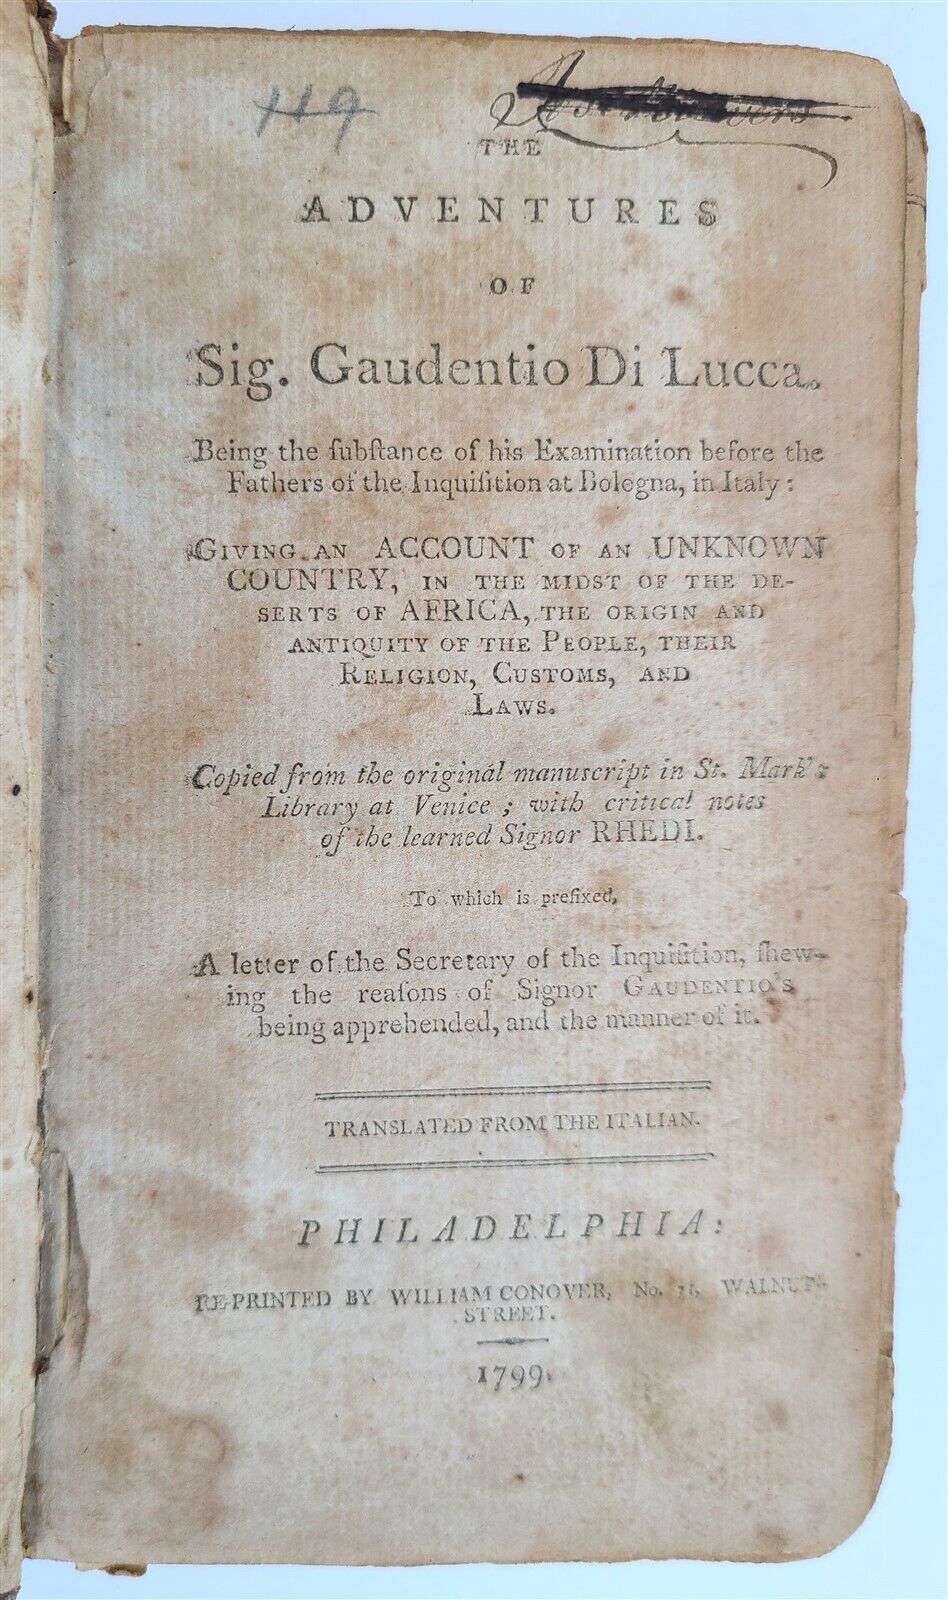 119
THE
ADVENTURES
OF
Sig. Gaudentio Di Lucca.
Being the ſubſtance of his Examination before the
Fathers of the Inquiſition at Bologna, in Italy:
GIVING AN ACCOUNT OF AN UNKNOWN
COUNTRY, IN THE MIDST OF THE DE-
SERTS OF AFRICA, THE ORIGIN AND
ANTIQUITY OF THE PEOPLE, THEIR
RELIGION, CUSTOMS, AND
LAWS.
Copied from the original manuscript in St. Mark's
Library at Venice; with critical notes
of the learned Signor RHEDI.
To which is prefixed,
A letter of the Secretary of the Inquiſition, ſhew-
ing the reaſons of Signor GAUDENTIO'S
being apprehended, and the manner of it.
TRANSLATED FROM THE ITALIAN.
PHILADELPHIA:
RE-PRINTED BY WILLIAM CONOVER, No. WALNUT-
STREET.
1799.